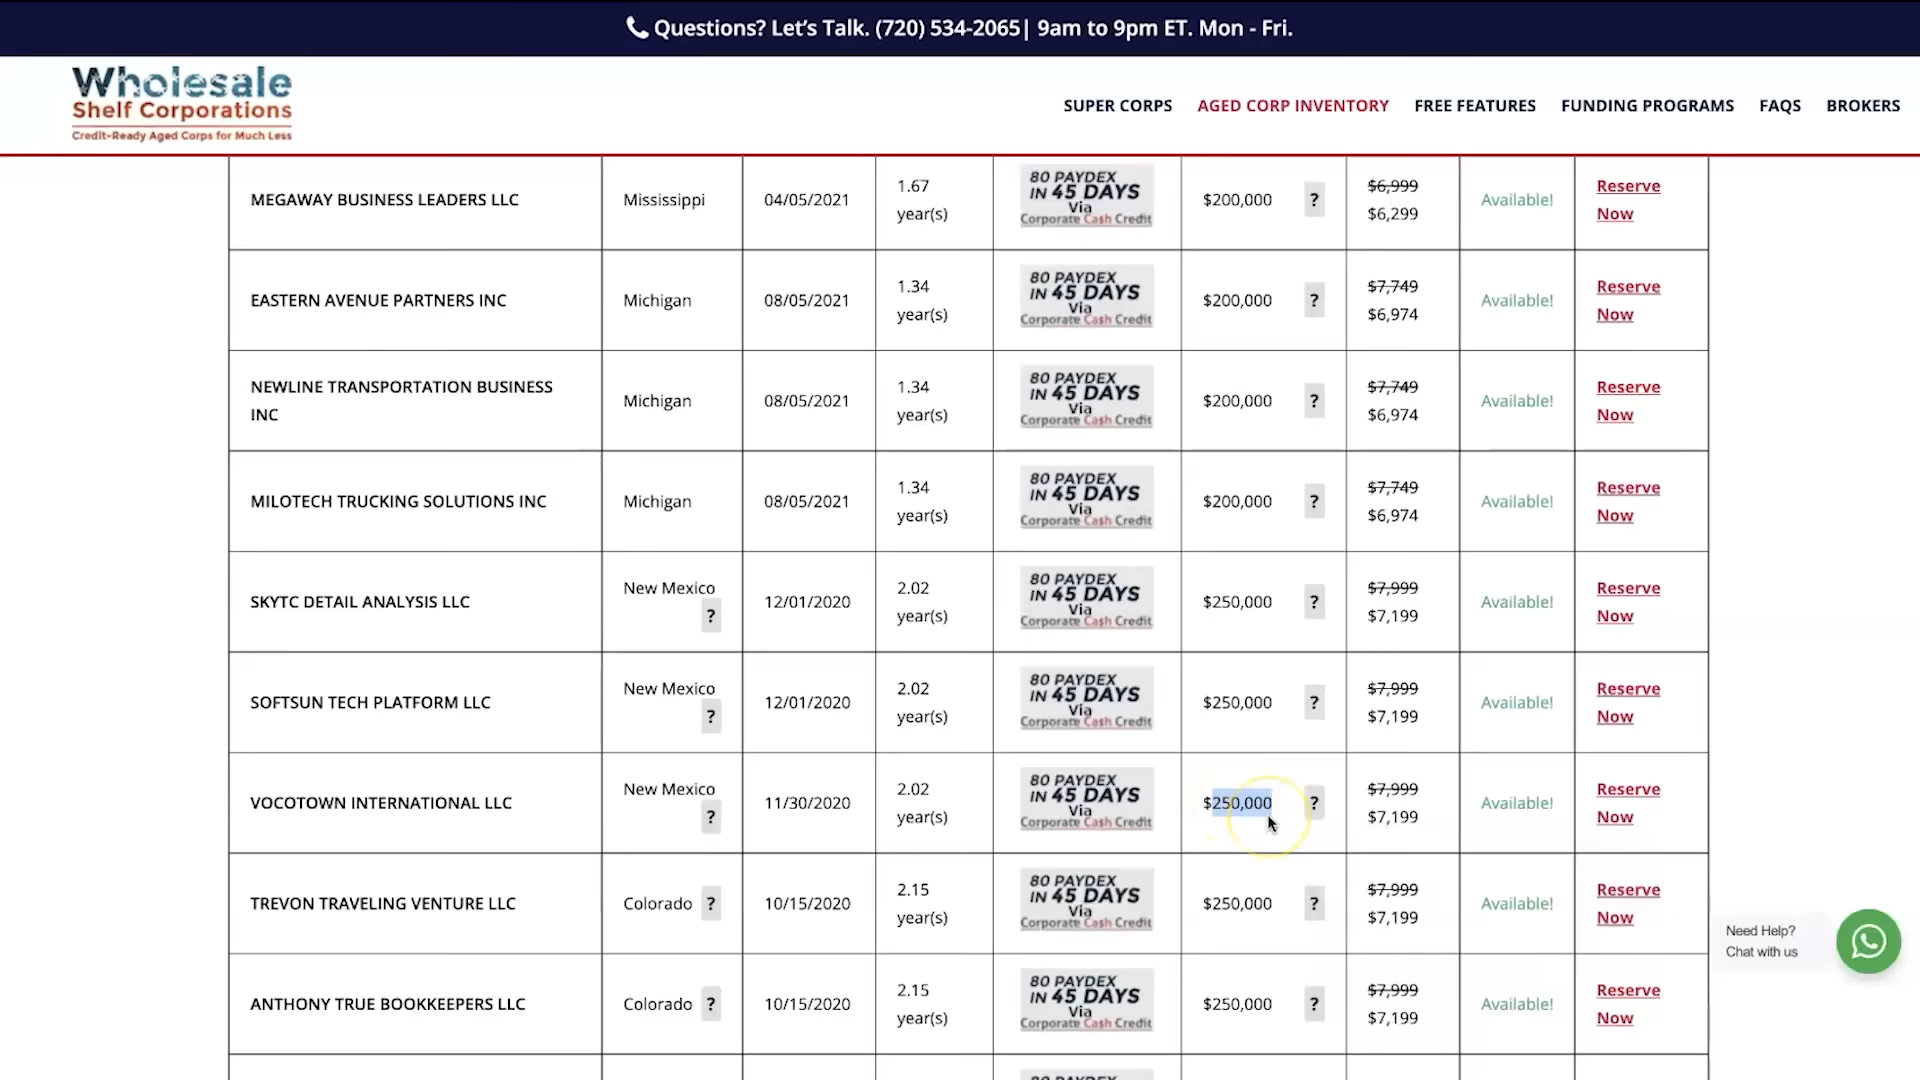 Questions? Let's Talk. (720) 534-2065| 9am to 9pm ET. Mon - Fri.
Wholesale
Shelf Corporations
Credit-Ready Aged Corps for Much Less
SUPER CORPS AGED CORP INVENTORY FREE FEATURES FUNDING PROGRAMS FAQS BROKERS
MEGAWAY BUSINESS LEADERS LLC
Mississippi
04/05/2021
1.67
year(s)
80 PAYDEX
IN 45 DAYS
Via
Corporate Cash Credit
$200,000
?
$6,999
$6,299
Available!
Reserve
Now
EASTERN AVENUE PARTNERS INC
Michigan
08/05/2021
1.34
year(s)
80 PAYDEX
IN 45 DAYS
Via
Corporate Cash Credit
$200,000
?
$7,749
$6,974
Available!
Reserve
Now
NEWLINE TRANSPORTATION BUSINESS
INC
Michigan
08/05/2021
1.34
year(s)
80 PAYDEX
IN 45 DAYS
Via
Corporate Cash Credit
$200,000
?
$7,749
$6,974
Available!
Reserve
Now
MILOTECH TRUCKING SOLUTIONS INC
Michigan
08/05/2021
1.34
year(s)
80 PAYDEX
IN 45 DAYS
Via
Corporate Cash Credit
$200,000
?
$7,749
$6,974
Available!
Reserve
Now
SKYTC DETAIL ANALYSIS LLC
New Mexico
?
12/01/2020
2.02
year(s)
80 PAYDEX
IN 45 DAYS
Via
Corporate Cash Credit
$250,000
?
$7,999
$7,199
Available!
Reserve
Now
SOFTSUN TECH PLATFORM LLC
New Mexico
?
12/01/2020
2.02
year(s)
80 PAYDEX
IN 45 DAYS
Via
Corporate Cash Credit
$250,000
?
$7,999
$7,199
Available!
Reserve
Now
VOCOTOWN INTERNATIONAL LLC
New Mexico
?
11/30/2020
2.02
year(s)
80 PAYDEX
IN 45 DAYS
Via
Corporate Cash Credit
$250,000
?
$7,999
$7,199
Available!
Reserve
Now
TREVON TRAVELING VENTURE LLC
Colorado ?
10/15/2020
2.15
year(s)
80 PAYDEX
IN 45 DAYS
Via
Corporate Cash Credit
$250,000
?
$7,999
$7,199
Available!
Reserve
Now
Need Help?
Chat with us
ANTHONY TRUE BOOKKEEPERS LLC
Colorado ?
10/15/2020
2.15
year(s)
80 PAYDEX
IN 45 DAYS
Via
Corporate Cash Credit
$250,000
?
$7,999
$7,199
Available!
Reserve
Now